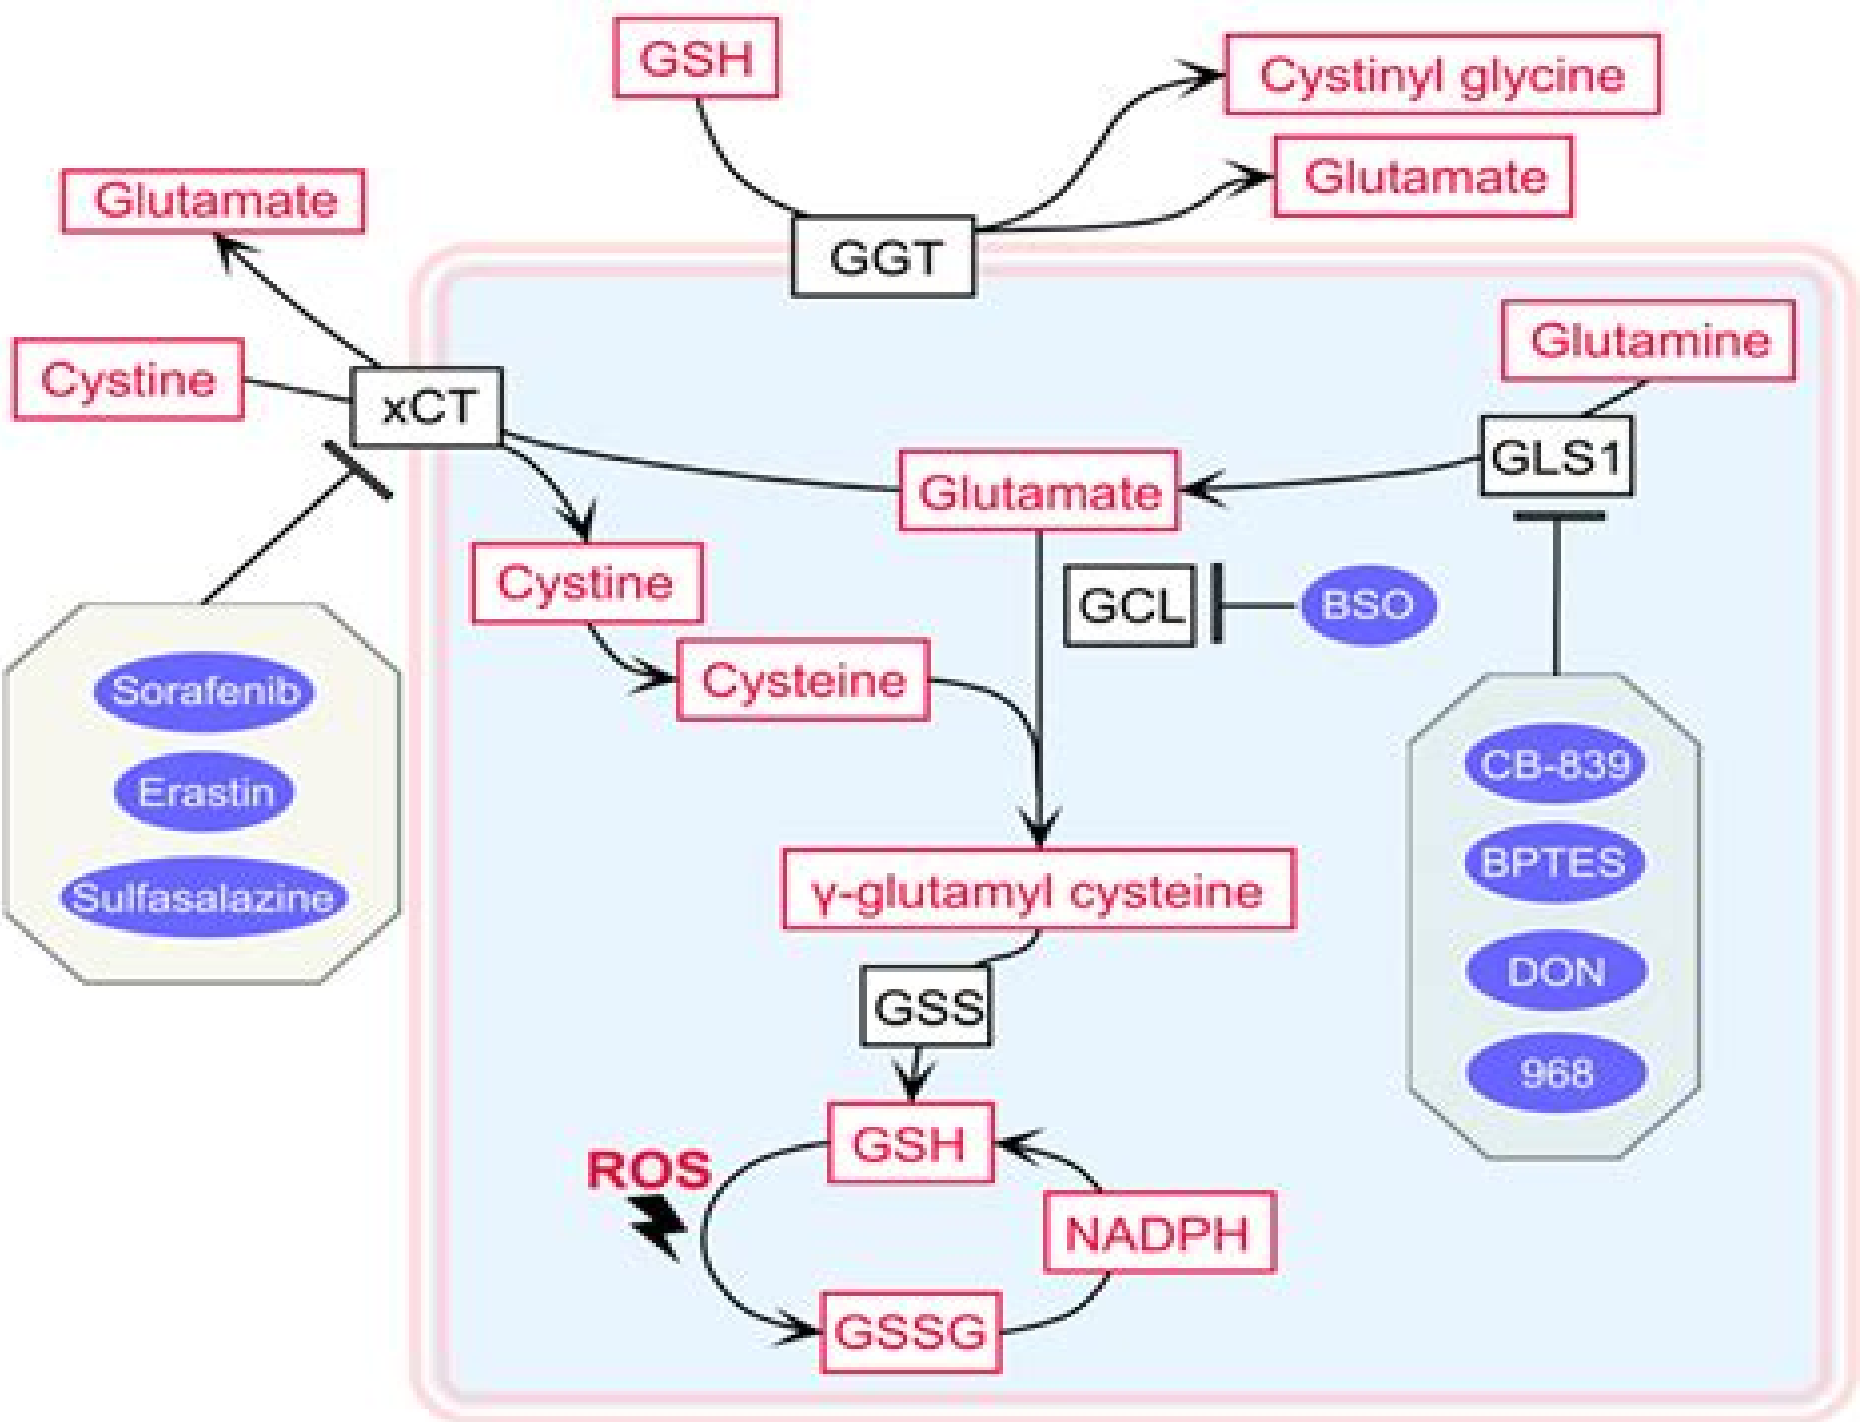 GSH
Cystinyl glycine
Glutamate
Glutamate
GGT
Glutamine
Cystine
xCT
GLS1
Glutamate
Cystine
GCL
BSO
Cysteine
Sorafenib
Erastin
Sulfasalazine
CB-839
BPTES
DON
968
γ-glutamyl cysteine
GSS
GSH
ROS
NADPH
GSSG